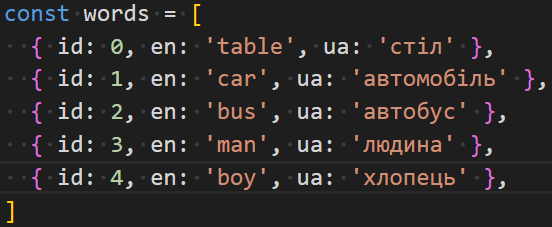 const words = [
  { id: 0, en: 'table', ua: 'стіл' },
  { id: 1, en: 'car', ua: 'автомобіль' },
  { id: 2, en: 'bus', ua: 'автобус' },
  { id: 3, en: 'man', ua: 'людина' },
  { id: 4, en: 'boy', ua: 'хлопець' },
]